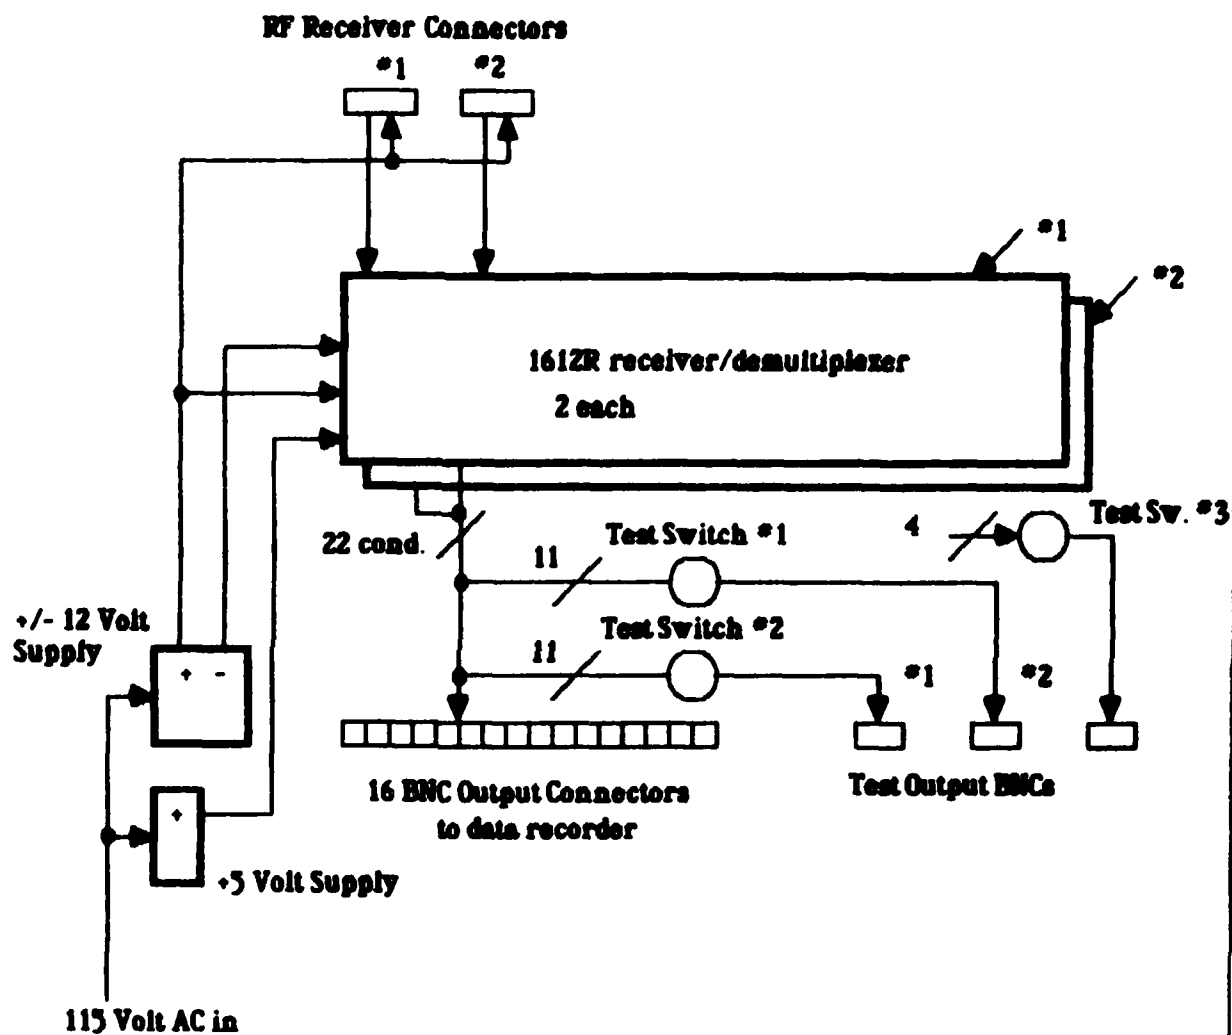 RF Receiver Connectors
#1
#2
#1
#2
1612R receiver/demultiplexer
2 each
22 cond.
Test Switch #1
11
4
Test Sw. #3
Test Switch #2
11
+/- 12 Volt
Supply
+ -
#1
#2
16 BNC Output Connectors
to data recorder
Test Output BNCs
+
+5 Volt Supply
115 Volt AC in